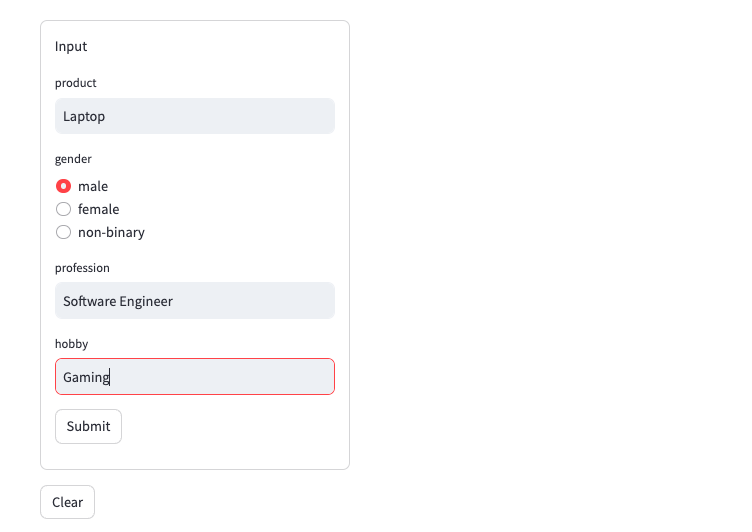 Input
product
Laptop
gender
male
female
non-binary
profession
Software Engineer
hobby
Gaming
Submit
Clear